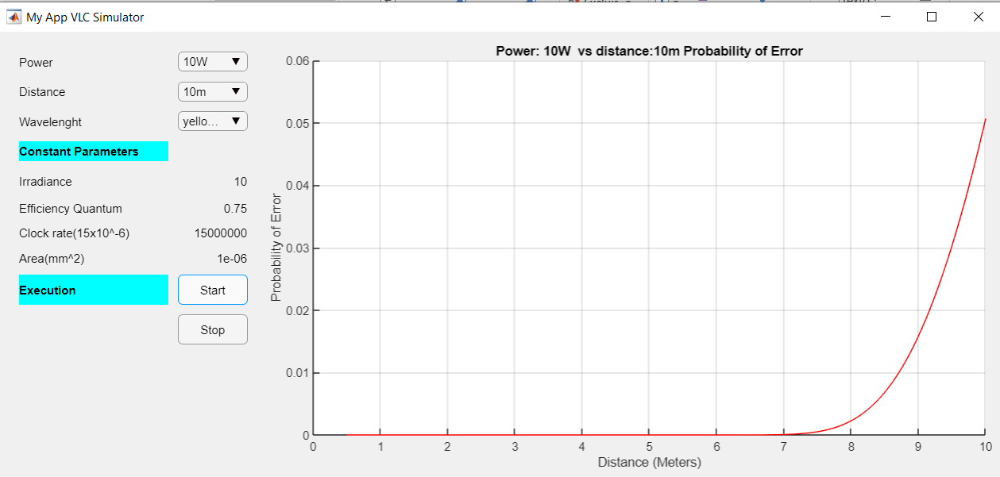 My App VLC Simulator
Power 10W
Distance 10m
Wavelenght yello...
Constant Parameters
Irradiance 10
Efficiency Quantum 0.75
Clock rate(15x10^-6) 15000000
Area(mm^2) 1e-06
Execution Start
Stop
Power: 10W  vs distance:10m Probability of Error
0.06
0.05
0.04
0.03
0.02
0.01
0
Probability of Error
0 1 2 3 4 5 6 7 8 9 10
Distance (Meters)